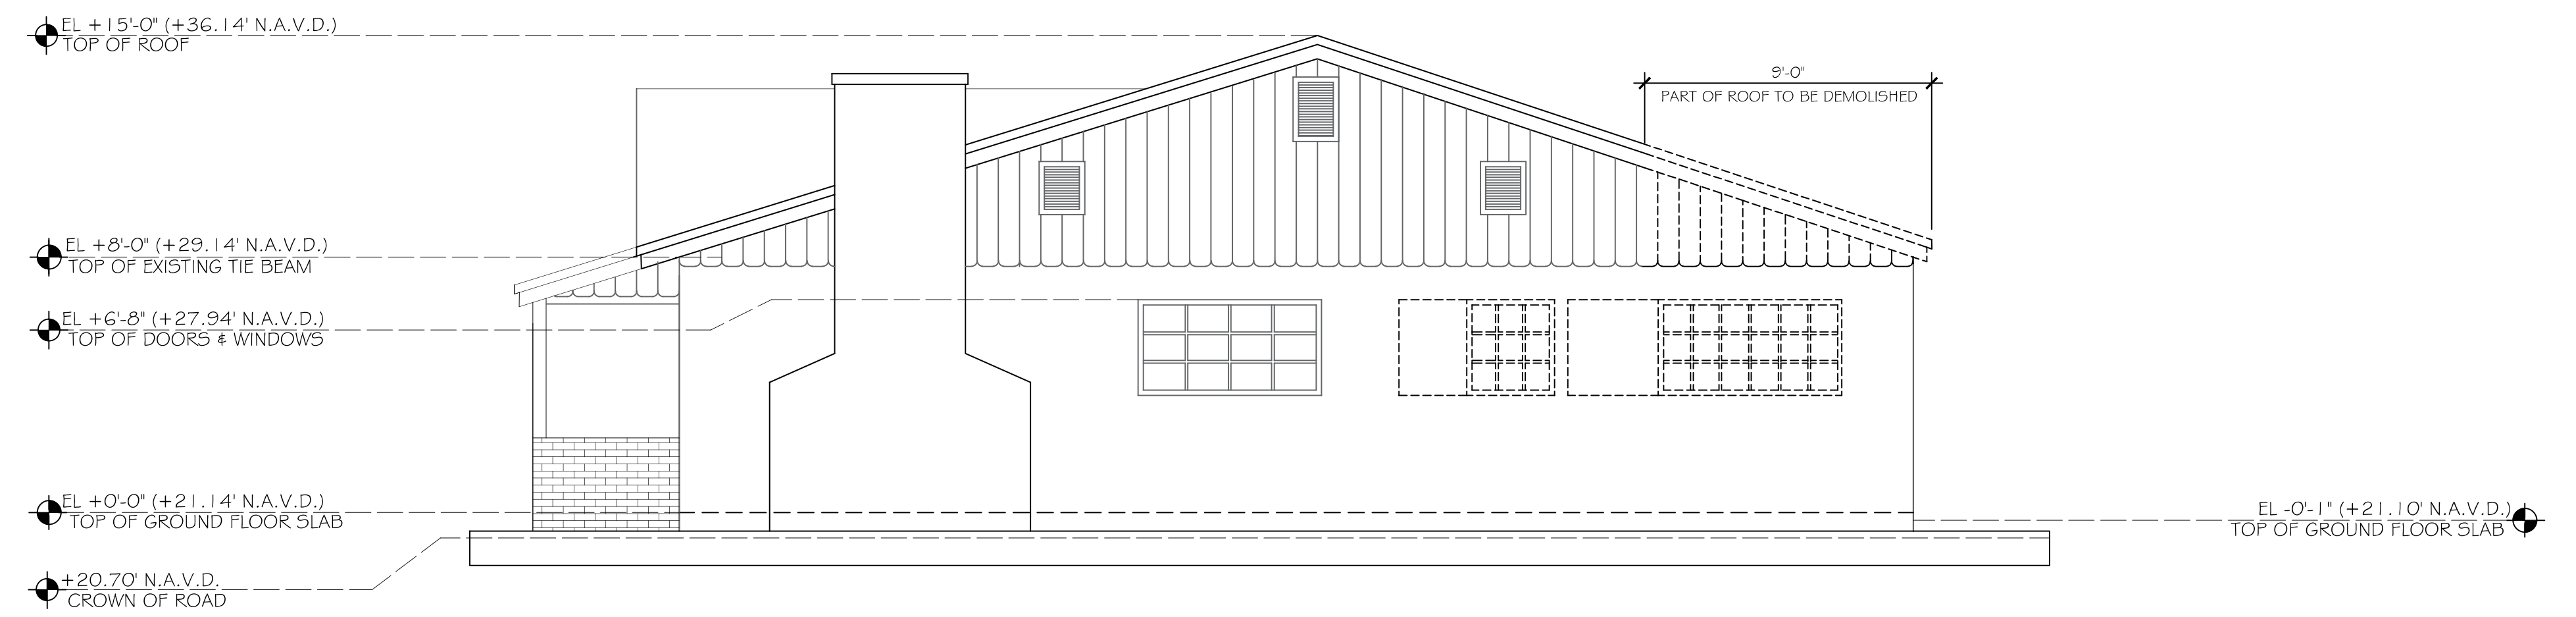 EL +15'-0" (+36.14' N.A.V.D.)
TOP OF ROOF
9'-0"
PART OF ROOF TO BE DEMOLISHED
EL +8'-0" (+29.14' N.A.V.D.)
TOP OF EXISTING TIE BEAM
EL +6'-8" (+27.94' N.A.V.D.)
TOP OF DOORS & WINDOWS
EL +0'-0" (+21.14' N.A.V.D.)
TOP OF GROUND FLOOR SLAB
EL -0'-1" (+21.10' N.A.V.D.)
TOP OF GROUND FLOOR SLAB
+20.70' N.A.V.D.
CROWN OF ROAD